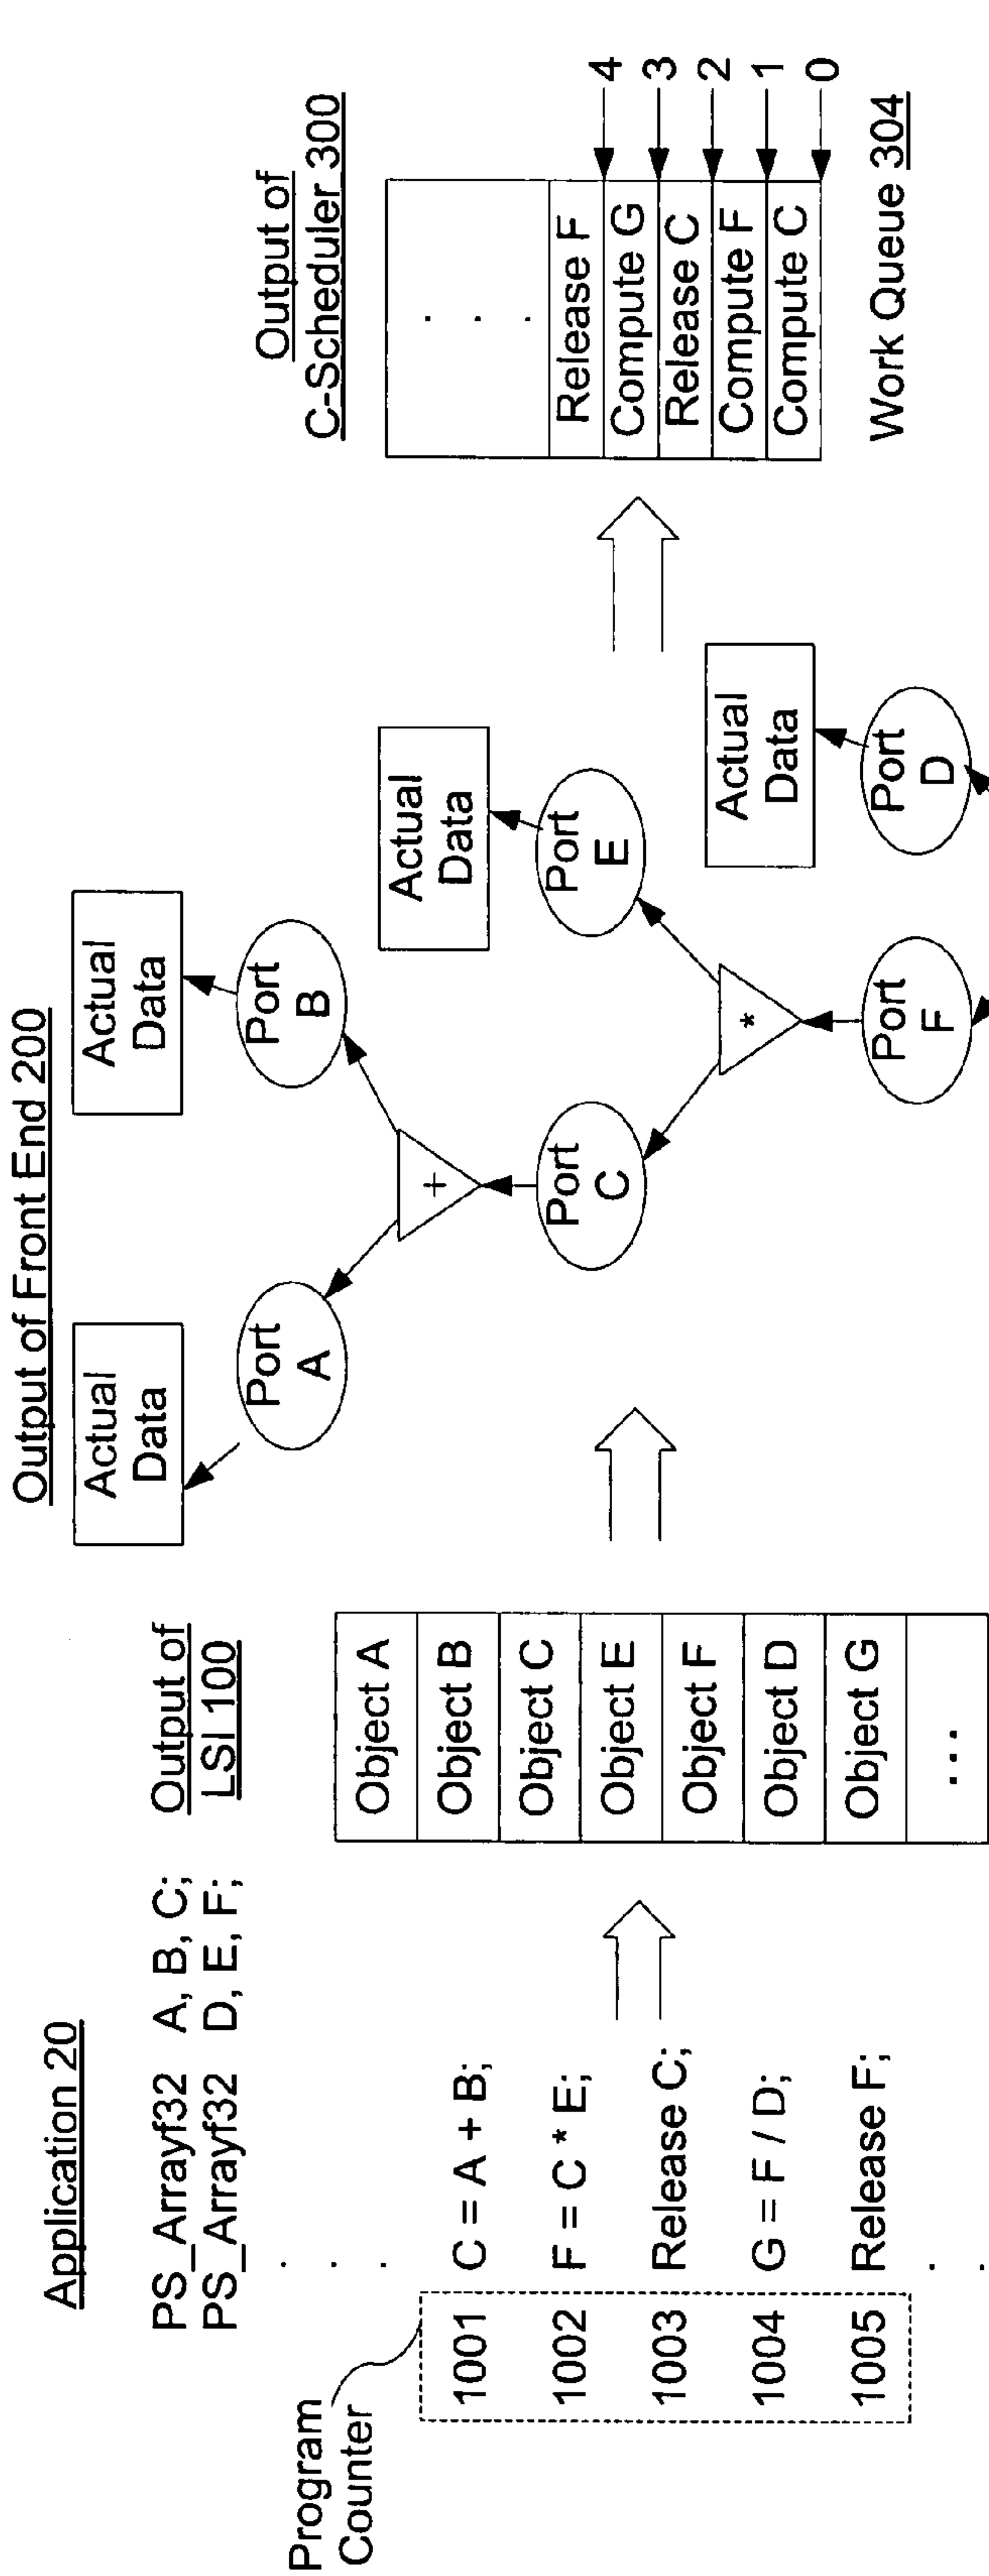 Application 20
PS_Arrayf32 A, B, C;
PS_Arrayf32 D, E, F;
.
.
.
Program
Counter
1001 C = A + B;
1002 F = C * E;
1003 Release C;
1004 G = F / D;
1005 Release F;
.
.
Output of
LSI 100
Object A
Object B
Object C
Object E
Object F
Object D
Object G
...
Output of Front End 200
Actual
Data
Actual
Data
Port
A
Port
B
+
Actual
Data
Port
C
Port
E
*
Actual
Data
Port
F
Port
D
Output of
C-Scheduler 300
.
.
.
Release F
4
Compute G
3
Release C
2
Compute F
1
Compute C
0
Work Queue 304